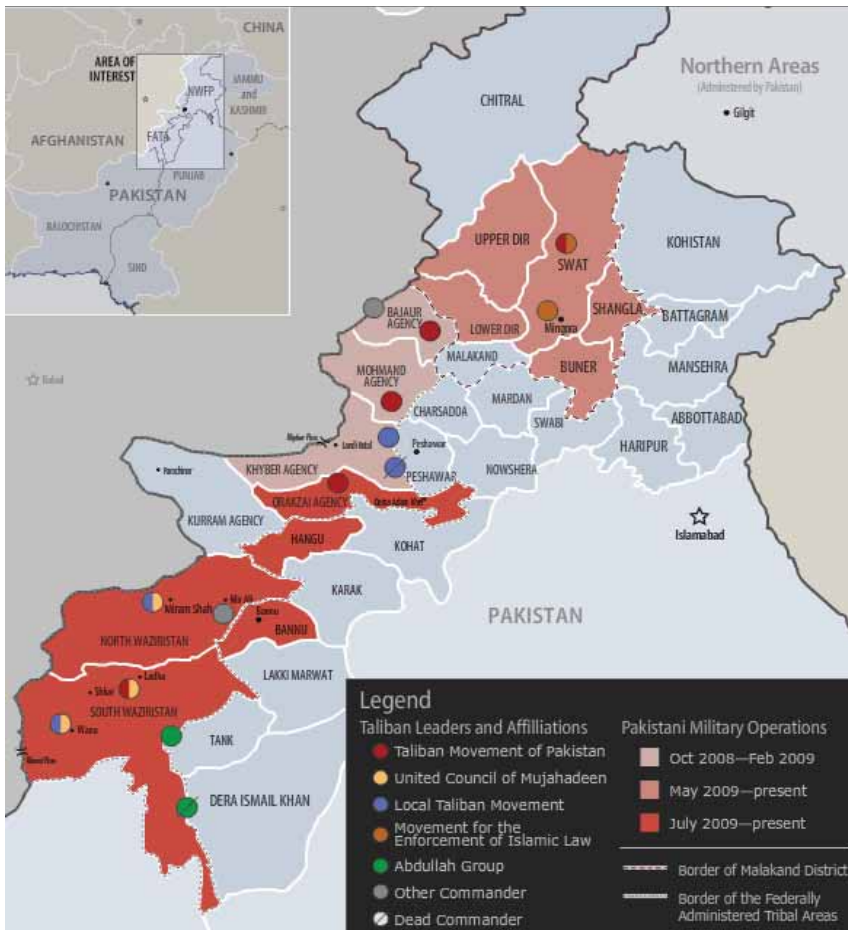 CHINA
AREA OF
INTEREST
NWFP
JAMMU
and
KASHMIR
AFGHANISTAN
FATA
PUNJAB
PAKISTAN
BALOCHISTAN
SIND
Northern Areas
(Administered by Pakistan)
Gilgit
CHITRAL
UPPER DIR
SWAT
KOHISTAN
BAJAUR
AGENCY
LOWER DIR
SHANGLA
Mingora
BATTAGRAM
MALAKAND
MOHMAND
AGENCY
BUNER
MANSEHRA
CHARSADDA
MARDAN
SWABI
ABBOTTABAD
HARIPUR
Peshawar
PESHAWAR
NOWSHERA
KHYBER AGENCY
Parachinar
ORAKZAI AGENCY
KURRAM AGENCY
HANGU
KOHAT
Islamabad
KARAK
Miram Shah
Mir Ali
Bannu
BANNU
NORTH WAZIRISTAN
PAKISTAN
LAKKI MARWAT
Ladha
SOUTH WAZIRISTAN
Wana
TANK
DERA ISMAIL KHAN
Legend
Taliban Leaders and Affiliations
Taliban Movement of Pakistan
United Council of Mujahadeen
Local Taliban Movement
Movement for the
Enforcement of Islamic Law
Abdullah Group
Other Commander
Dead Commander
Pakistani Military Operations
Oct 2008—Feb 2009
May 2009—present
July 2009—present
Border of Malakand District
Border of the Federally
Administered Tribal Areas